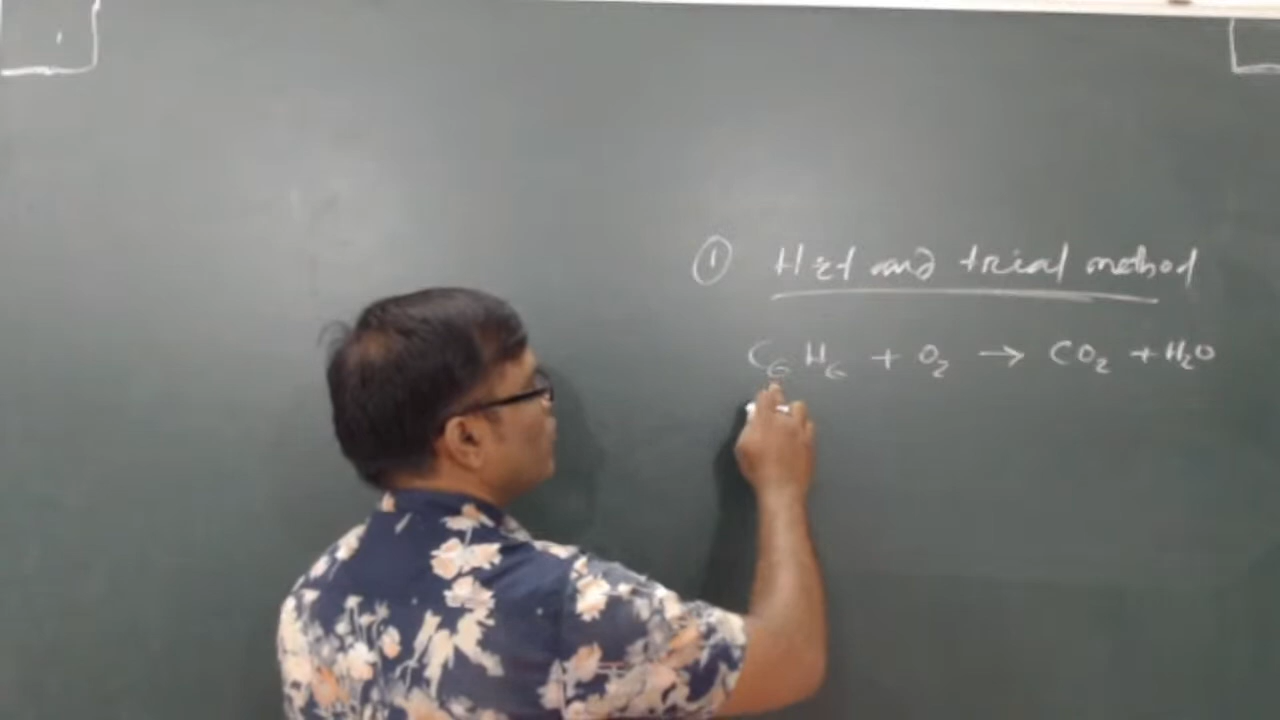 ① Hit and trial method
C₆H₆ + O₂ → CO₂ + H₂O